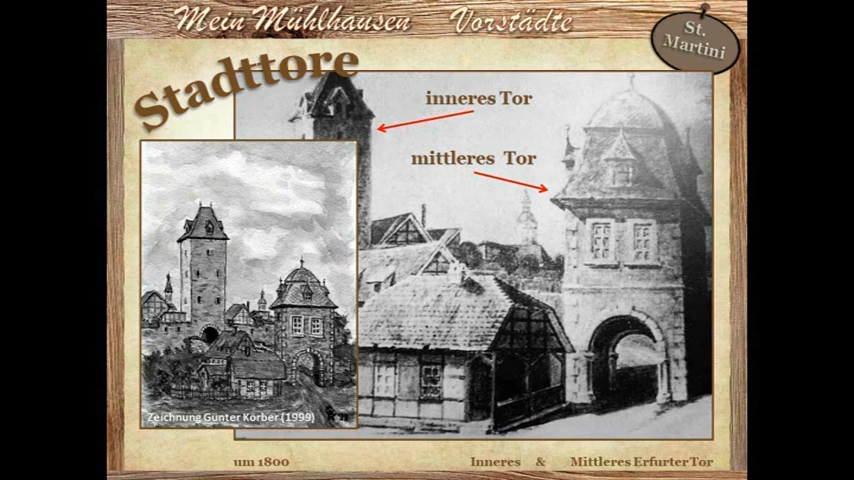 Mein Mühlhausen Vorstädte
St.
Martini
Stadttore
inneres Tor
mittleres Tor
Zeichnung Günter Körber (1999)
um 1800 Inneres & Mittleres Erfurter Tor